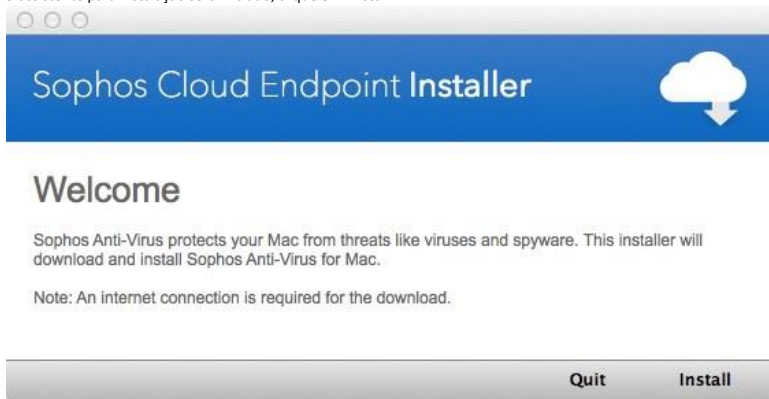 Sophos Cloud Endpoint Installer
Welcome
Sophos Anti-Virus protects your Mac from threats like viruses and spyware. This installer will
download and install Sophos Anti-Virus for Mac.
Note: An internet connection is required for the download.
Quit Install